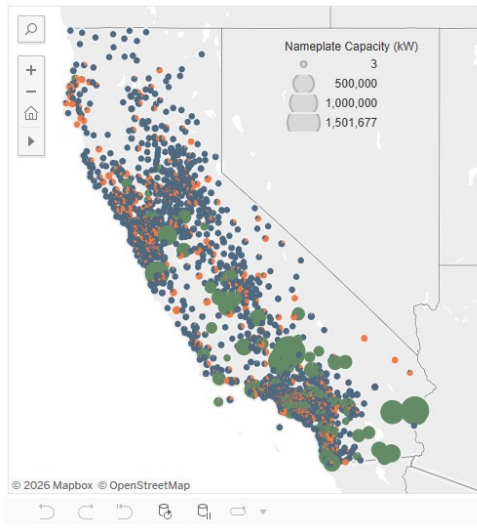 Nameplate Capacity (kW)
3
500,000
1,000,000
1,501,677
© 2026 Mapbox © OpenStreetMap